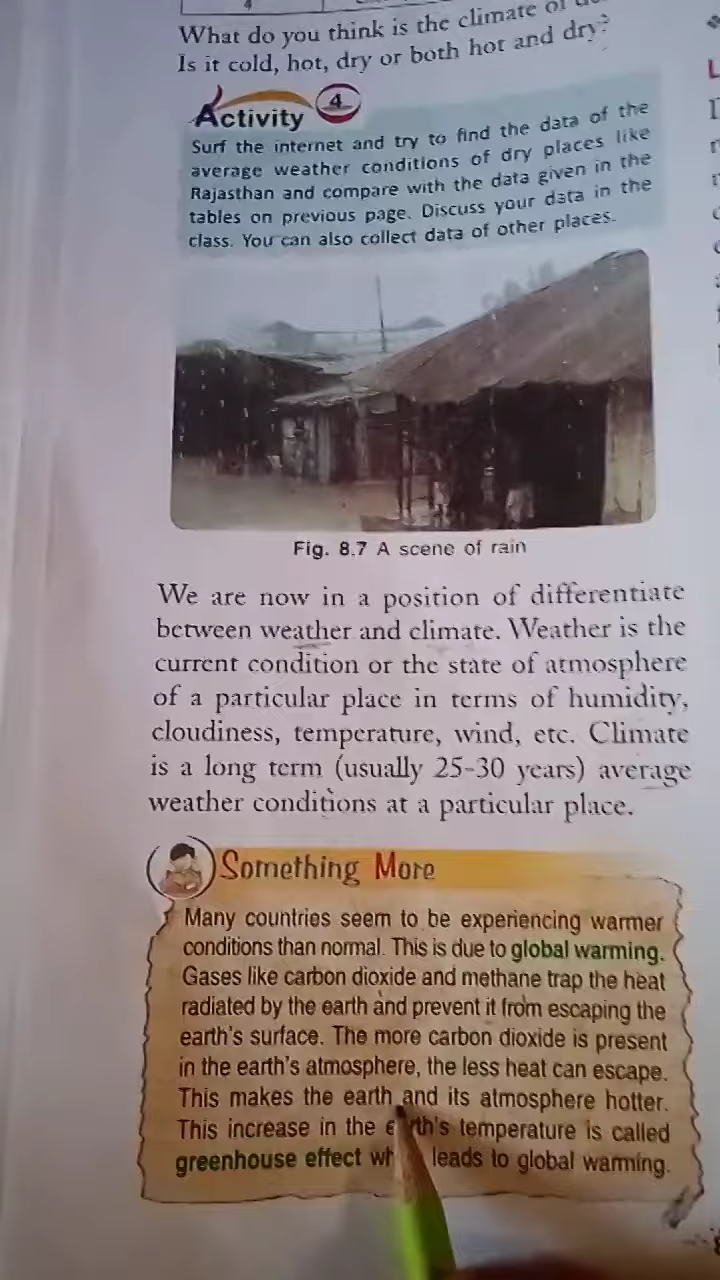 What do you think is the climate of
Is it cold, hot, dry or both hot and dry?
Activity 4
Surf the internet and try to find the data of the
average weather conditions of dry places like
Rajasthan and compare with the data given in the
tables on previous page. Discuss your data in the
class. You can also collect data of other places.
Fig. 8.7 A scene of rain
We are now in a position of differentiate
between weather and climate. Weather is the
current condition or the state of atmosphere
of a particular place in terms of humidity,
cloudiness, temperature, wind, etc. Climate
is a long term (usually 25-30 years) average
weather conditions at a particular place.
Something More
Many countries seem to be experiencing warmer
conditions than normal. This is due to global warming.
Gases like carbon dioxide and methane trap the heat
radiated by the earth and prevent it from escaping the
earth's surface. The more carbon dioxide is present
in the earth's atmosphere, the less heat can escape.
This makes the earth and its atmosphere hotter.
This increase in the earth's temperature is called
greenhouse effect leads to global warming.